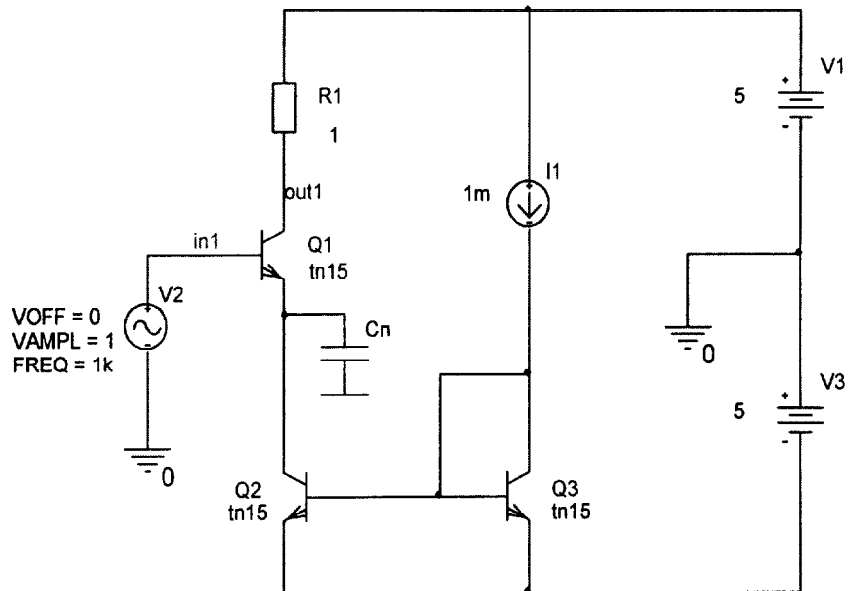 R1
1
V1
5
I1
1m
out1
in1
Q1
tn15
V2
VOFF = 0
VAMPL = 1
FREQ = 1k
Cn
0
V3
5
0
Q2
tn15
Q3
tn15